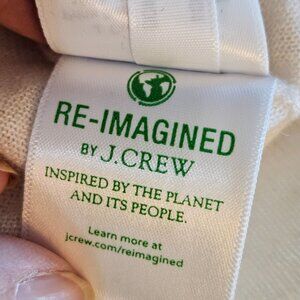 RE-IMAGINED
BY J.CREW
INSPIRED BY THE PLANET
AND ITS PEOPLE.
Learn more at
jcrew.com/reimagined